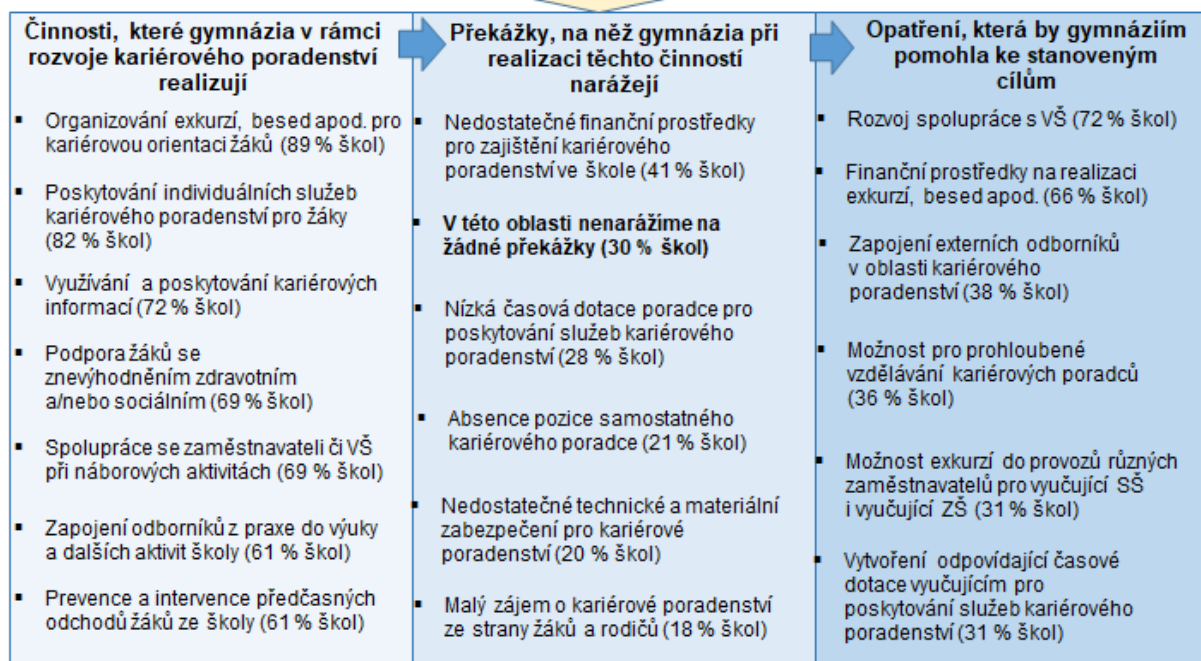 Činnosti, které gymnázia v rámci
rozvoje kariérového poradenství
realizují
▪ Organizování exkurzí, besed apod. pro
kariérovou orientaci žáků (89 % škol)
▪ Poskytování individuálních služeb
kariérového poradenství pro žáky
(82 % škol)
▪ Využívání a poskytování kariérových
informací (72 % škol)
▪ Podpora žáků se
znevýhodněním zdravotním
a/nebo sociálním (69 % škol)
▪ Spolupráce se zaměstnavateli či VŠ
při náborových aktivitách (69 % škol)
▪ Zapojení odborníků z praxe do výuky
a dalších aktivit školy (61 % škol)
▪ Prevence a intervence předčasných
odchodů žáků ze školy (61 % škol)
Překážky, na něž gymnázia při
realizaci těchto činností
narážejí
▪ Nedostatečné finanční prostředky
pro zajištění kariérového
poradenství ve škole (41 % škol)
▪ V této oblasti nenarážíme na
žádné překážky (30 % škol)
▪ Nízká časová dotace poradce pro
poskytování služeb kariérového
poradenství (28 % škol)
▪ Absence pozice samostatného
kariérového poradce (21 % škol)
▪ Nedostatečné technické a materiální
zabezpečení pro kariérové
poradenství (20 % škol)
▪ Malý zájem o kariérové poradenství
ze strany žáků a rodičů (18 % škol)
Opatření, která by gymnáziím
pomohla ke stanoveným
cílům
▪ Rozvoj spolupráce s VŠ (72 % škol)
▪ Finanční prostředky na realizaci
exkurzí, besed apod. (66 % škol)
▪ Zapojení externích odborníků
v oblasti kariérového
poradenství (38 % škol)
▪ Možnost pro prohloubené
vzdělávání kariérových poradců
(36 % škol)
▪ Možnost exkurzí do provozů různých
zaměstnavatelů pro vyučující SŠ
i vyučující ZŠ (31 % škol)
▪ Vytvoření odpovídající časové
dotace vyučujícím pro
poskytování služeb kariérového
poradenství (31 % škol)